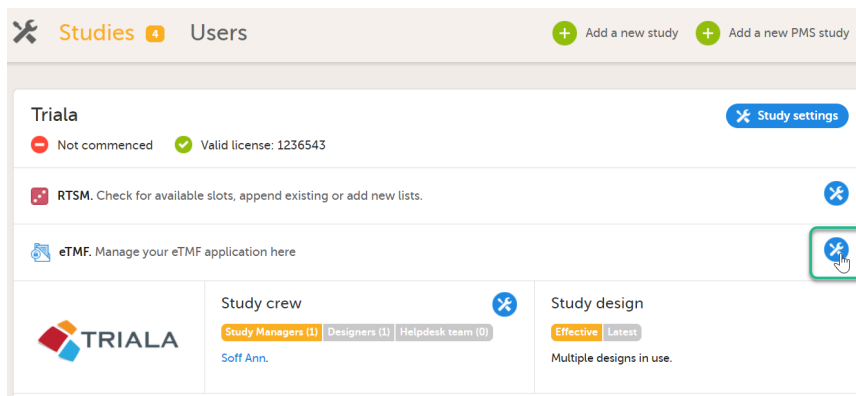 Studies 4 Users Add a new study Add a new PMS study
Triala Study settings
Not commenced Valid license: 1236543
RTSM. Check for available slots, append existing or add new lists.
eTMF. Manage your eTMF application here
TRIALA
Study crew
Study Managers (1) Designers (1) Helpdesk team (0)
Soff Ann.
Study design
Effective Latest
Multiple designs in use.